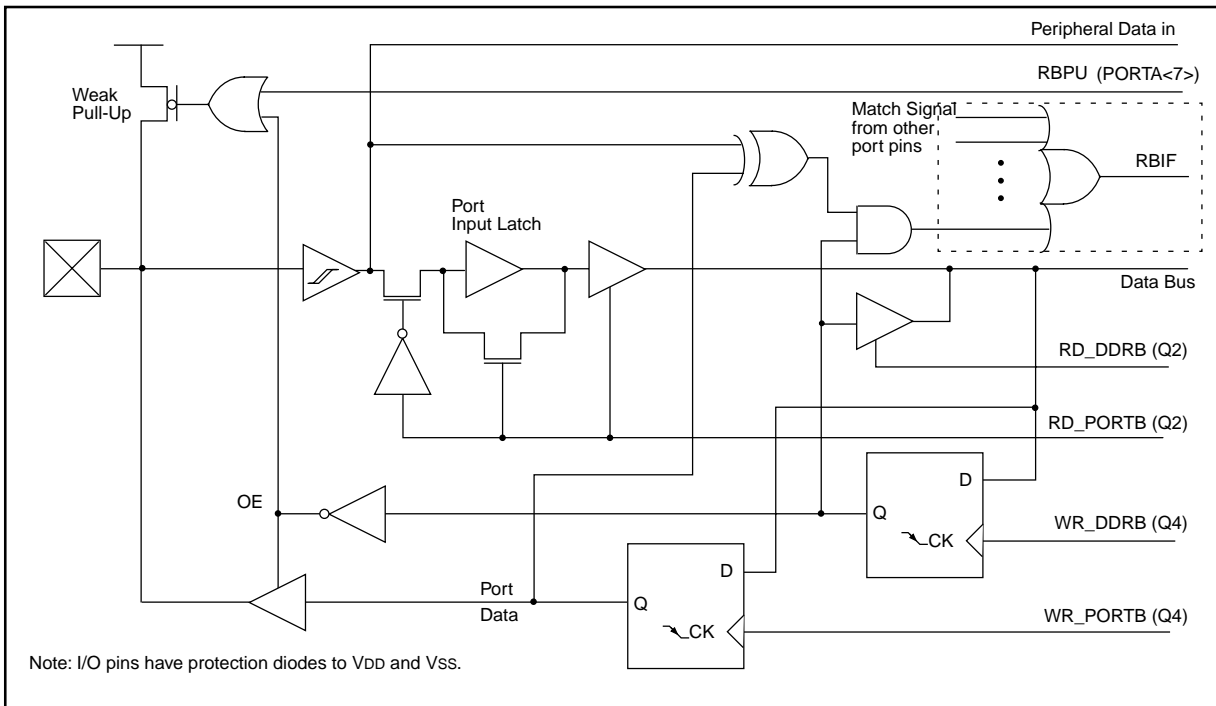 Peripheral Data in
RBPU (PORTA<7>)
Weak
Pull-Up
Match Signal
from other
port pins
RBIF
Port
Input Latch
Data Bus
RD_DDRB (Q2)
RD_PORTB (Q2)
D
OE
Q
CK
WR_DDRB (Q4)
D
Port
Data
Q
CK
WR_PORTB (Q4)
Note: I/O pins have protection diodes to VDD and VSS.